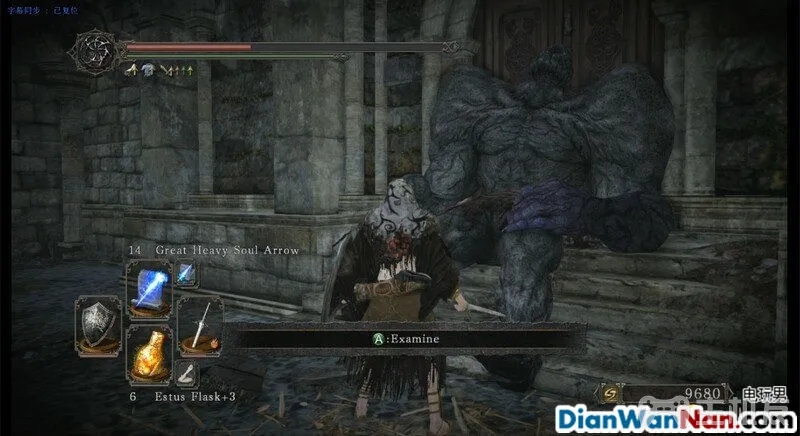 字幕同步 : 已复位
14 Great Heavy Soul Arrow
A:Examine
6 Estus Flask+3
9680
电玩男
DianWanNan.com